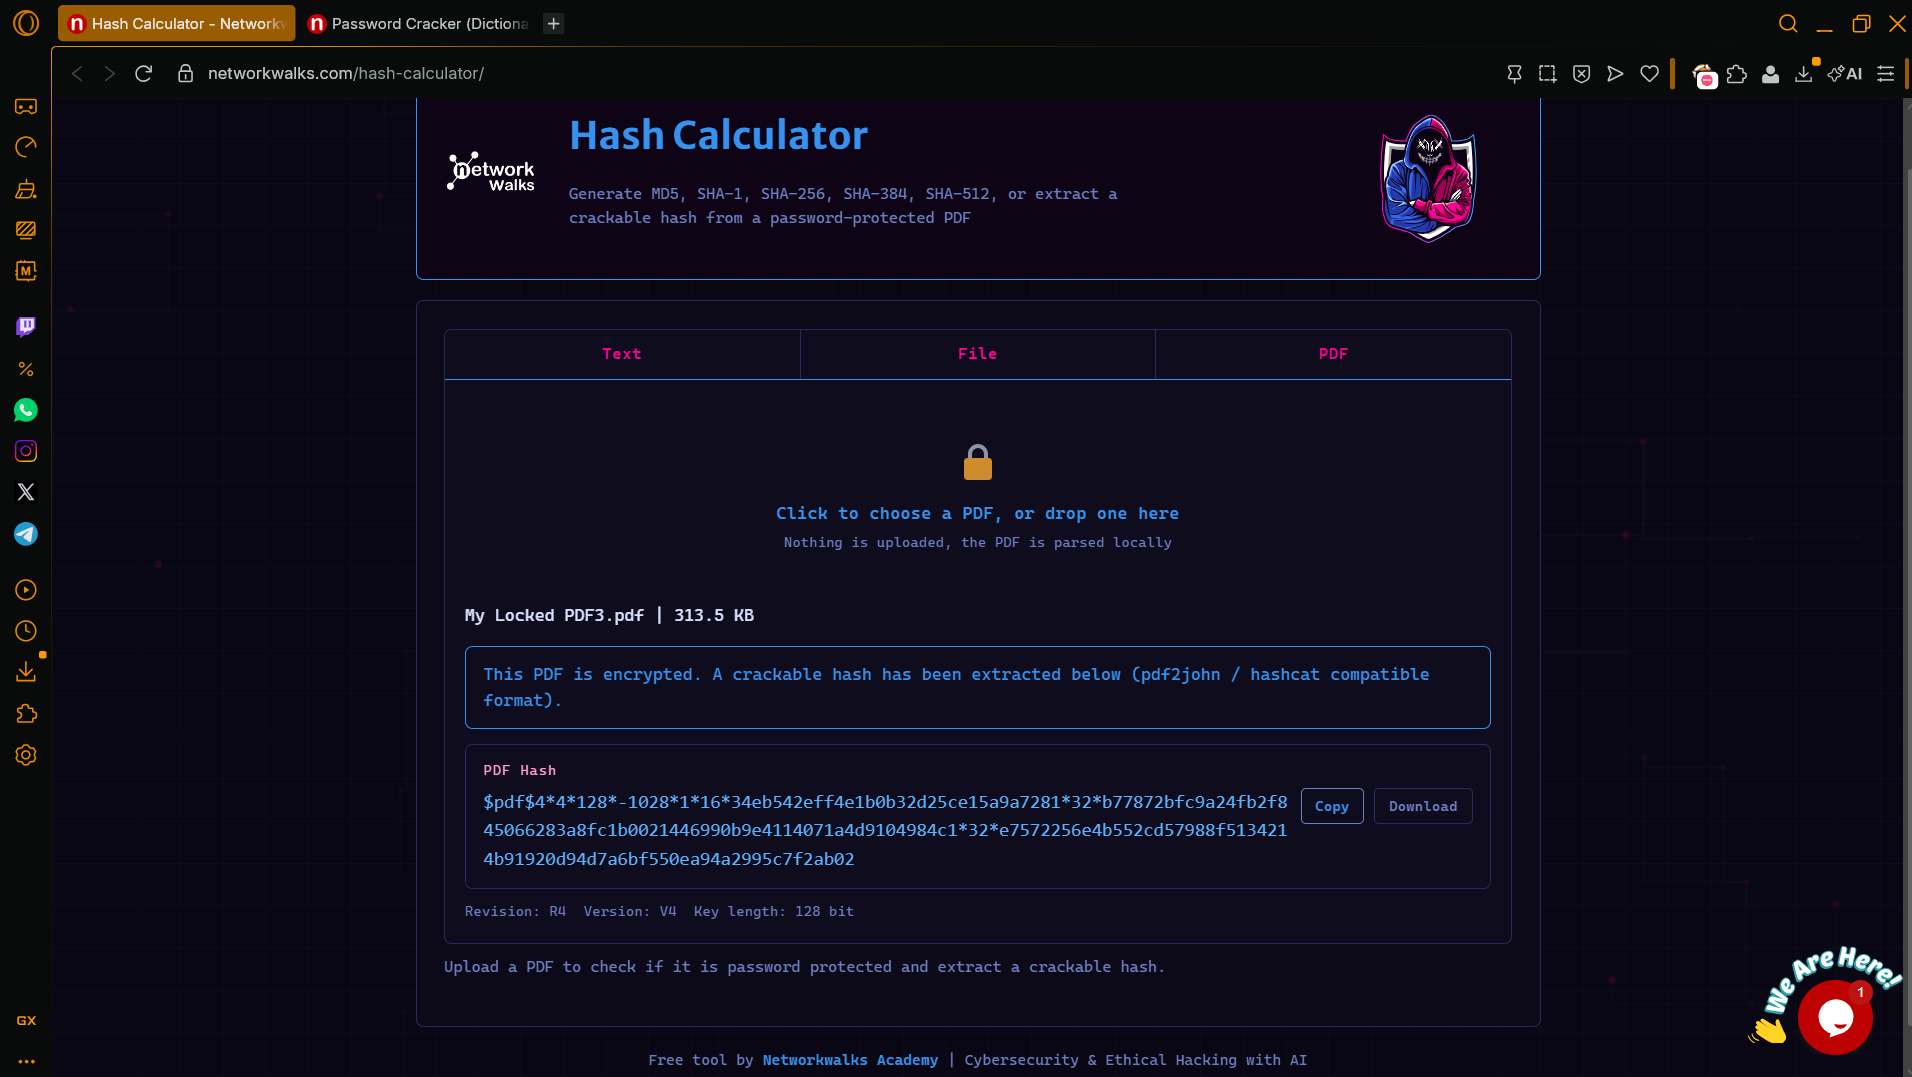 Hash Calculator - Networkw
Password Cracker (Dictiona
networkwalks.com/hash-calculator/
AI
network
Walks
Hash Calculator
Generate MD5, SHA-1, SHA-256, SHA-384, SHA-512, or extract a
crackable hash from a password-protected PDF
Text
File
PDF
Click to choose a PDF, or drop one here
Nothing is uploaded, the PDF is parsed locally
My Locked PDF3.pdf | 313.5 KB
This PDF is encrypted. A crackable hash has been extracted below (pdf2john / hashcat compatible
format).
PDF Hash
$pdf$4*4*128*-1028*1*16*34eb542eff4e1b0b32d25ce15a9a7281*32*b77872bfc9a24fb2f8
45066283a8fc1b0021446990b9e4114071a4d9104984c1*32*e7572256e4b552cd57988f513421
4b91920d94d7a6bf550ea94a2995c7f2ab02
Copy
Download
Revision: R4 Version: V4 Key length: 128 bit
Upload a PDF to check if it is password protected and extract a crackable hash.
We Are Here!
1
GX
Free tool by Networkwalks Academy | Cybersecurity & Ethical Hacking with AI